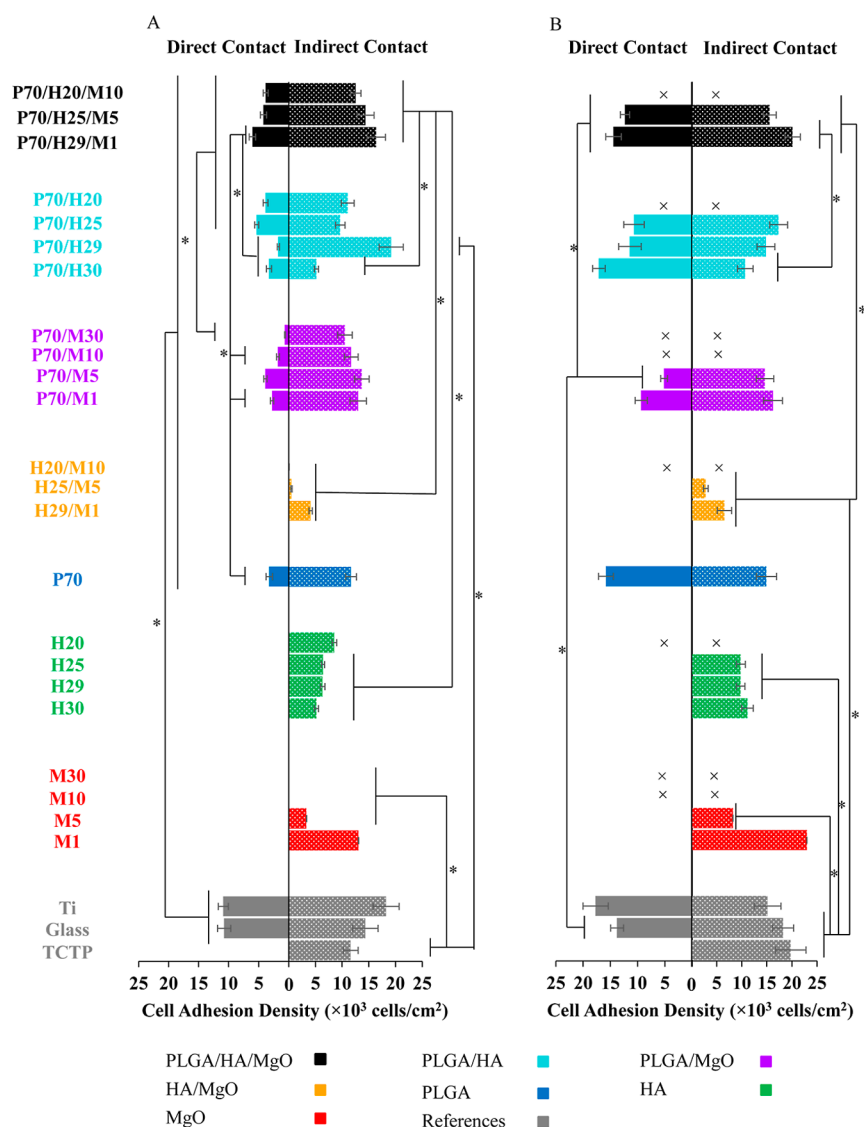 A
B
Direct Contact Indirect Contact
Direct Contact Indirect Contact
P70/H20/M10
P70/H25/M5
P70/H29/M1
P70/H20
P70/H25
P70/H29
P70/H30
P70/M30
P70/M10
P70/M5
P70/M1
H20/M10
H25/M5
H29/M1
P70
H20
H25
H29
H30
M30
M10
M5
M1
Ti
Glass
TCTP
25 20 15 10 5 0 5 10 15 20 25
25 20 15 10 5 0 5 10 15 20 25
Cell Adhesion Density (×10³ cells/cm²)
Cell Adhesion Density (×10³ cells/cm²)
PLGA/HA/MgO PLGA/HA PLGA/MgO
HA/MgO PLGA HA
MgO References